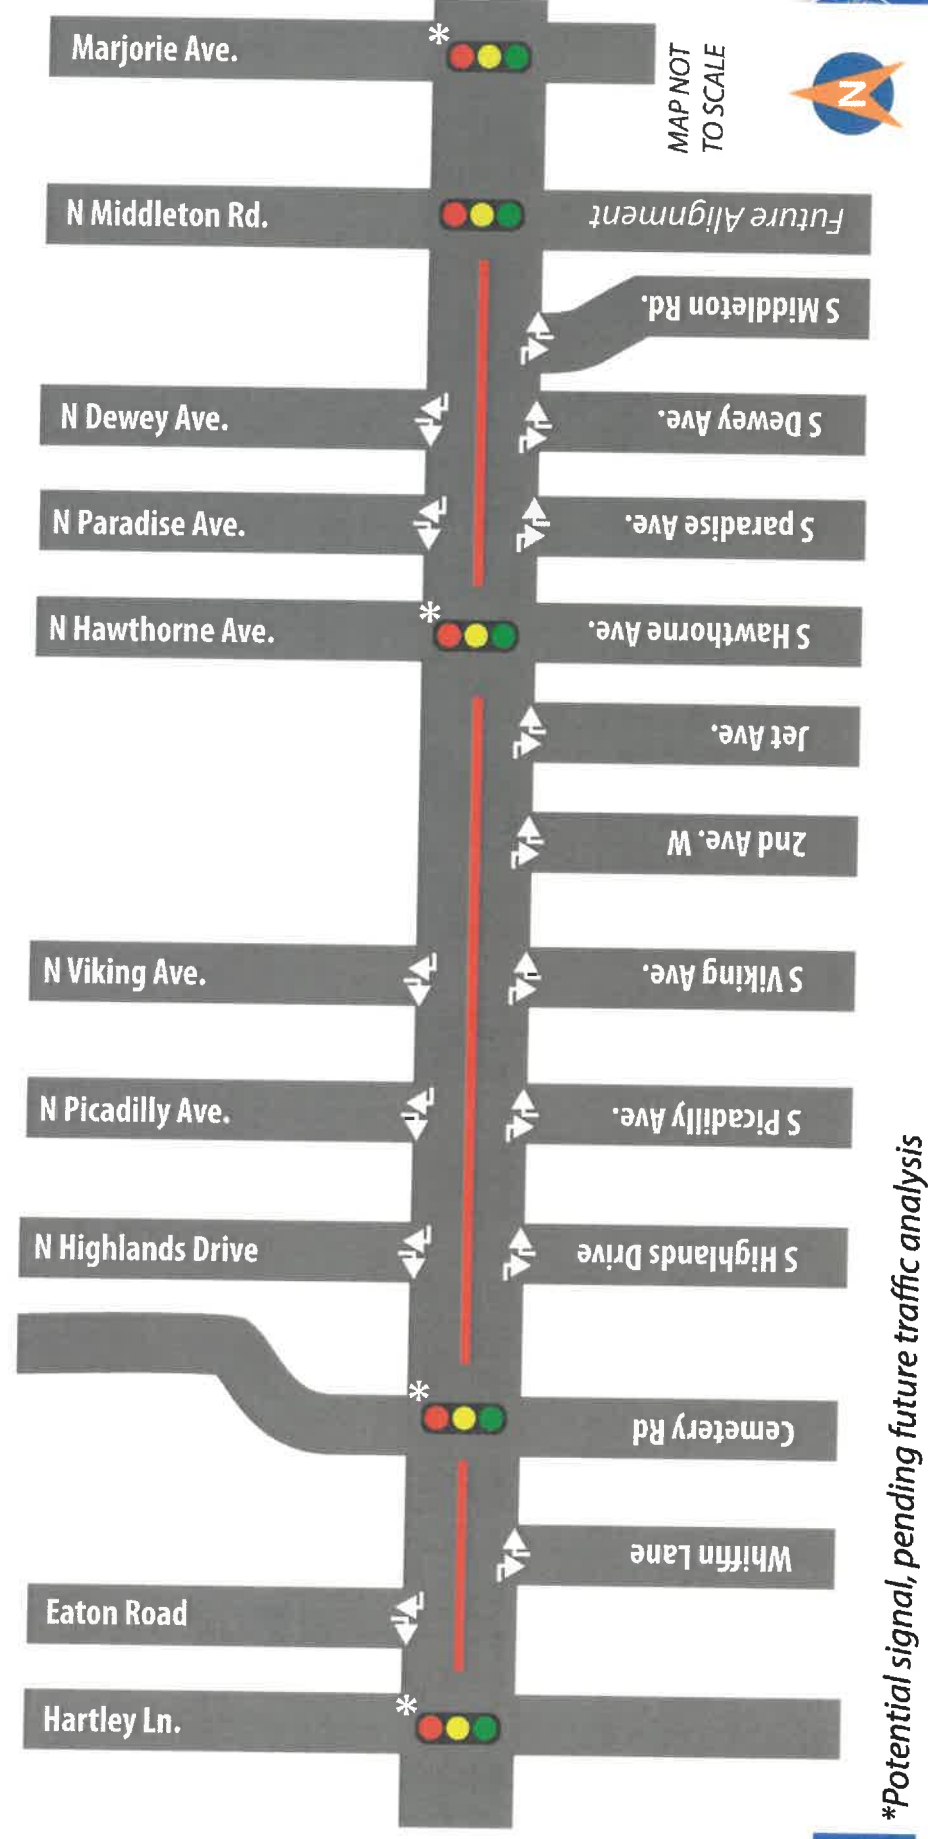 Marjorie Ave.
MAP NOT
TO SCALE
N
N Middleton Rd.
Future Alignment
S Middleton Rd.
N Dewey Ave.
S Dewey Ave.
N Paradise Ave.
S paradise Ave.
N Hawthorne Ave.
S Hawthorne Ave.
Jet Ave.
2nd Ave. W
N Viking Ave.
S Viking Ave.
N Picadilly Ave.
S Picadilly Ave.
N Highlands Drive
S Highlands Drive
Cemetery Rd
Whiffin Lane
Eaton Road
Hartley Ln.
*Potential signal, pending future traffic analysis